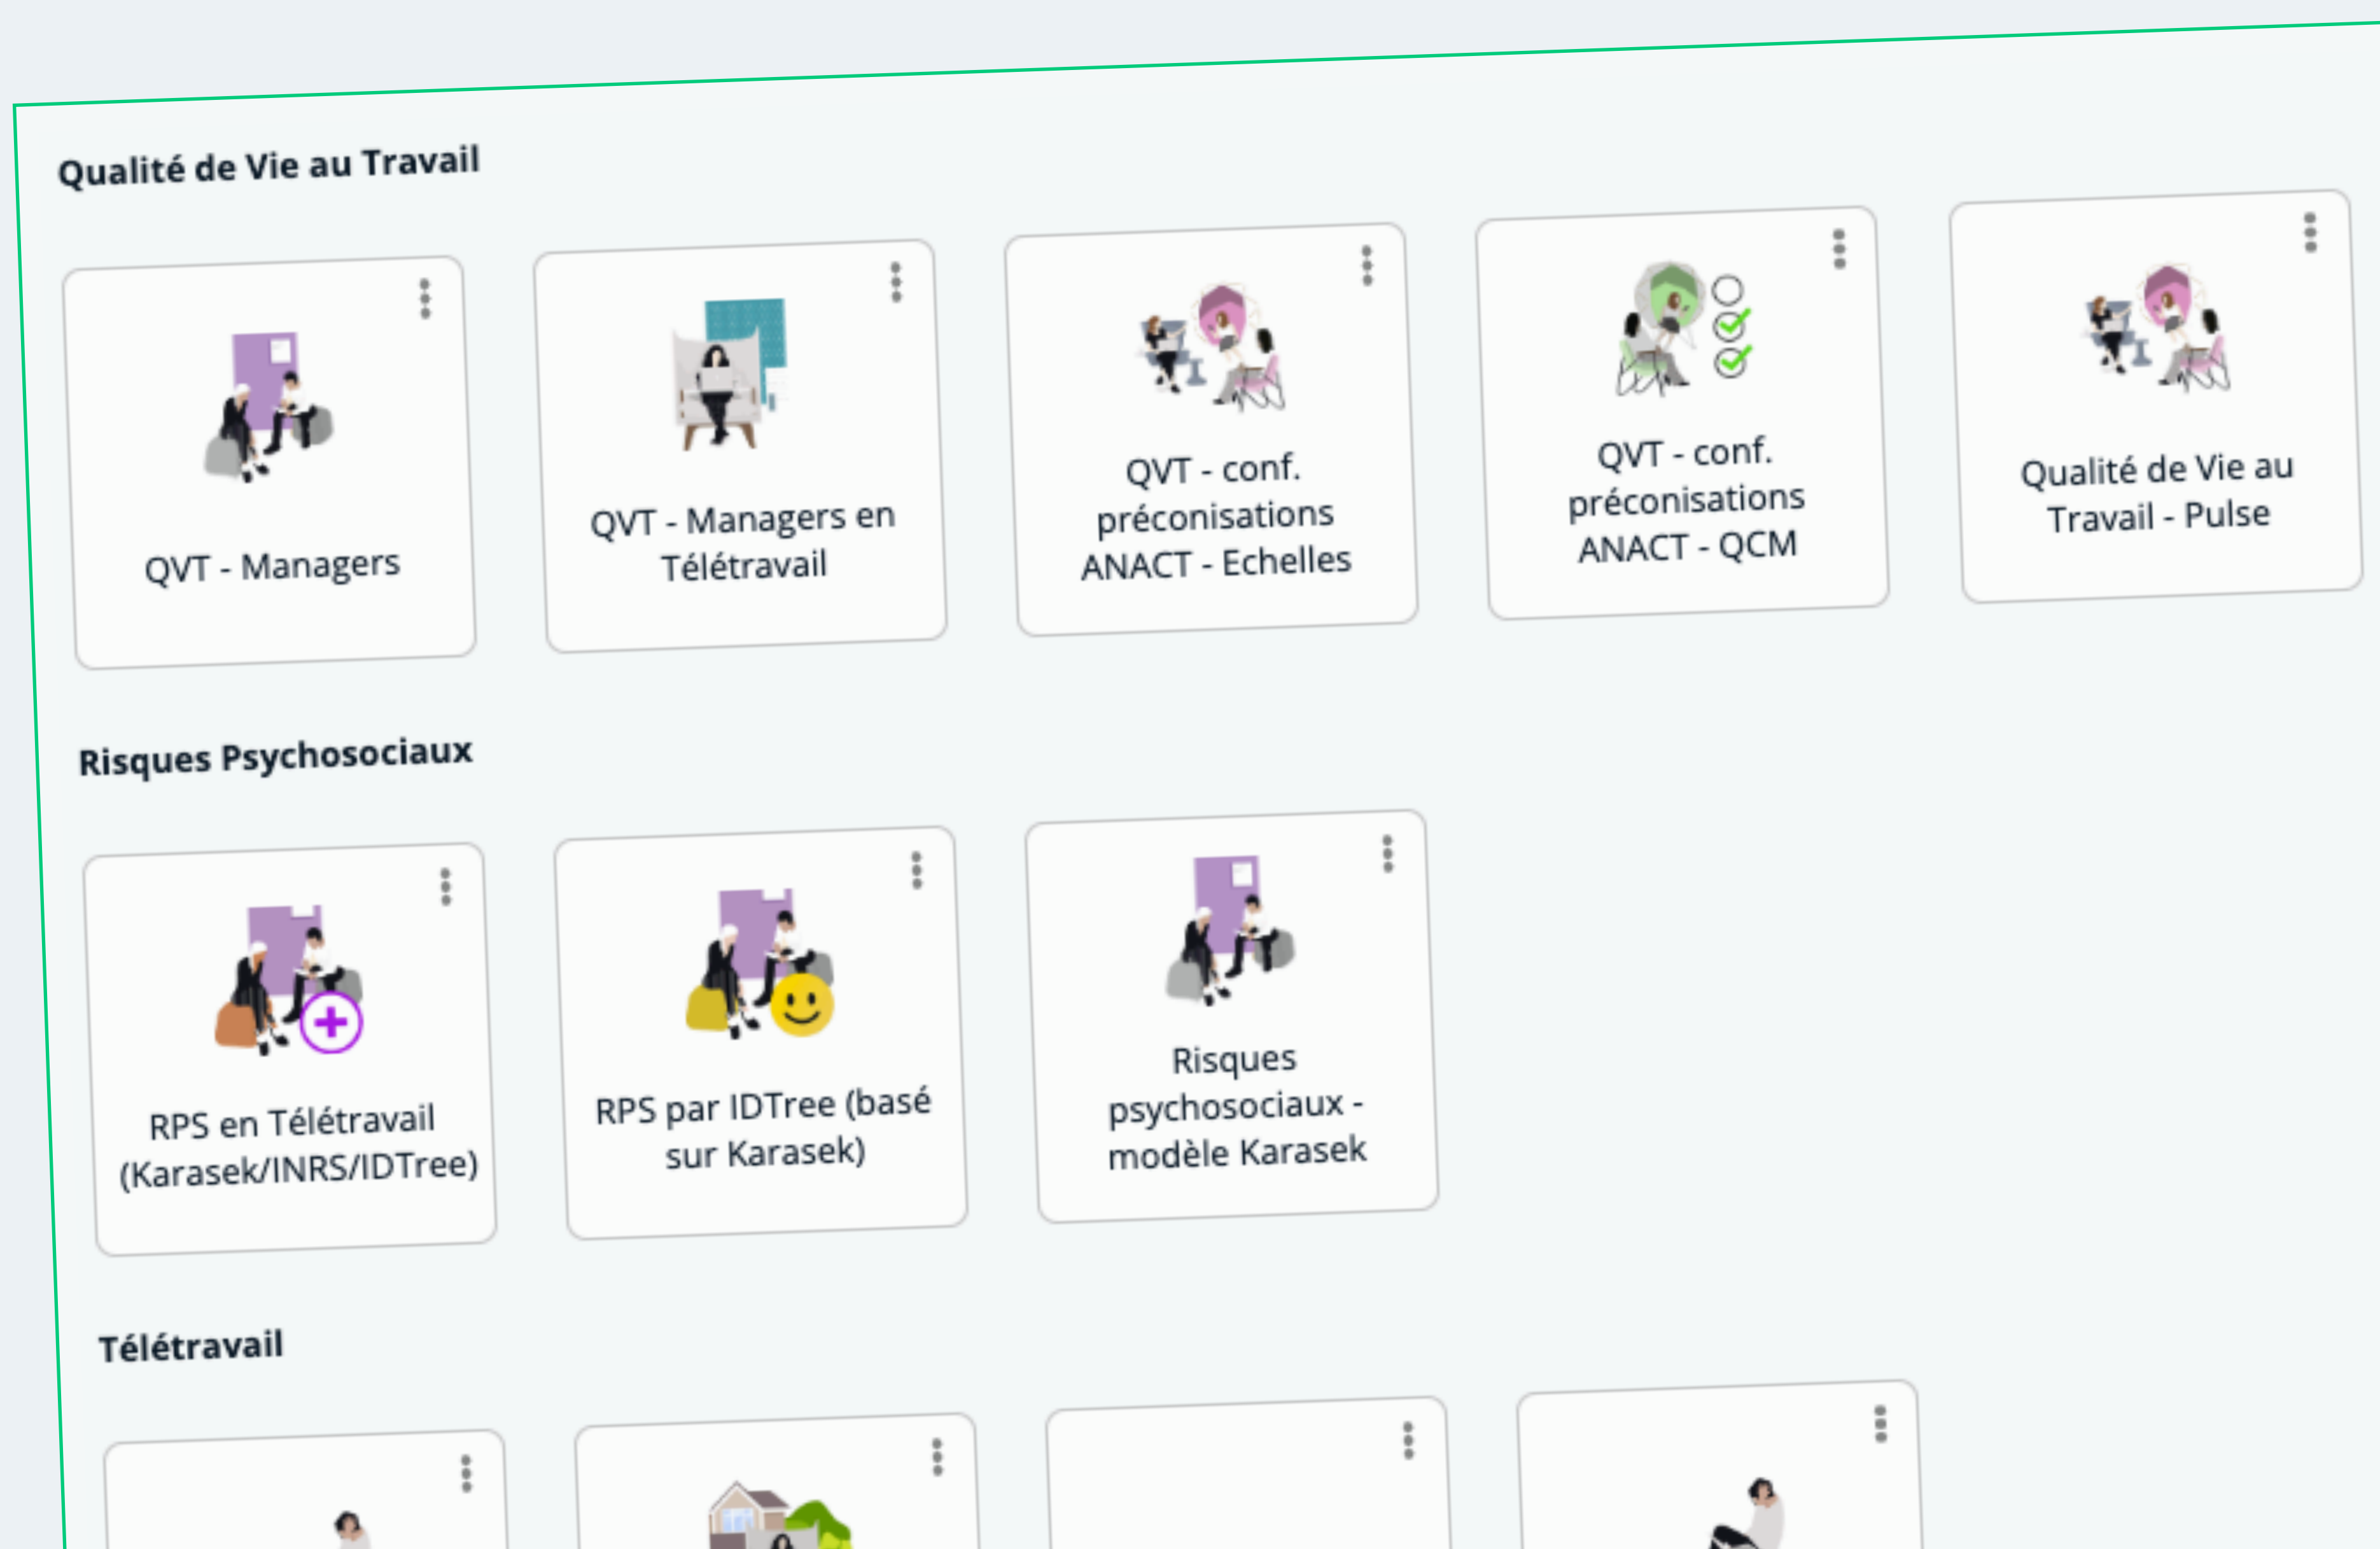 Qualité de Vie au Travail
QVT - Managers
QVT - Managers en
Télétravail
QVT - conf.
préconisations
ANACT - Echelles
QVT - conf.
préconisations
ANACT - QCM
Qualité de Vie au
Travail - Pulse
Risques Psychosociaux
RPS en Télétravail
(Karasek/INRS/IDTree)
RPS par IDTree (basé
sur Karasek)
Risques
psychosociaux -
modèle Karasek
Télétravail